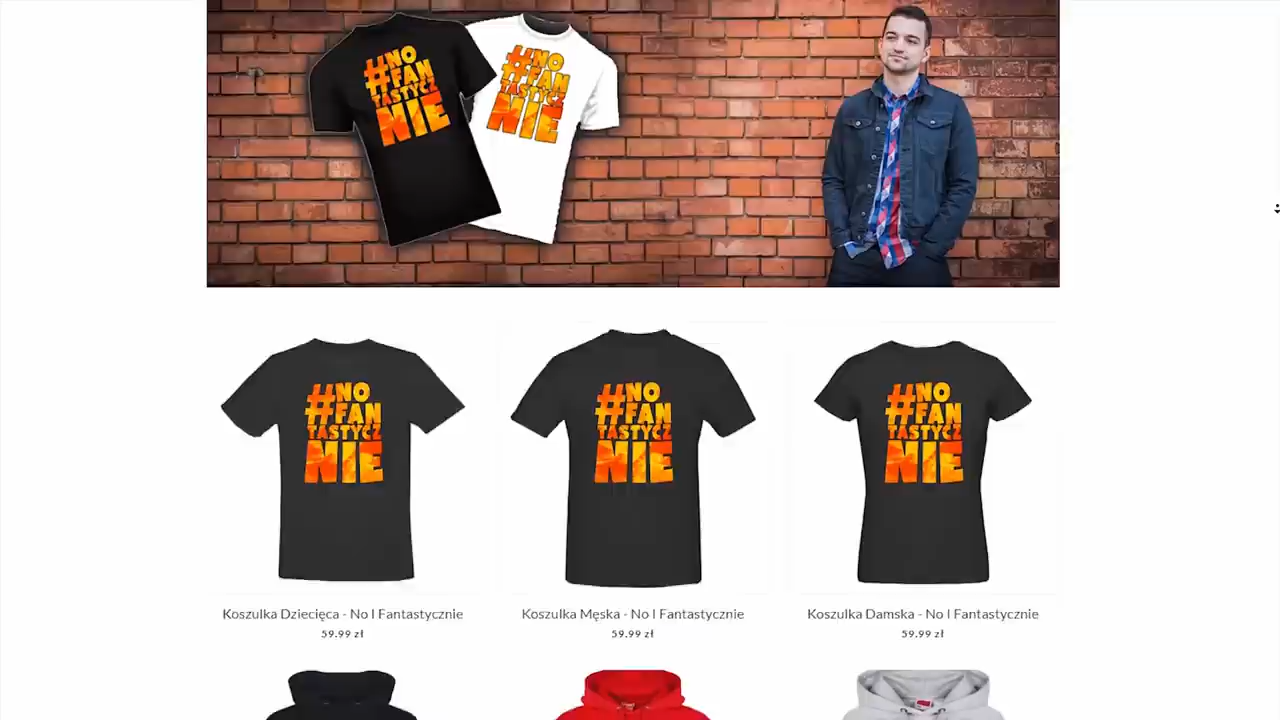 #NO
FAN
TASTYCZ
NIE
#NO
FAN
TASTYCZ
NIE
#NO
FAN
TASTYCZ
NIE
#NO
FAN
TASTYCZ
NIE
#NO
FAN
TASTYCZ
NIE
Koszulka Dziecięca - No I Fantastycznie
59.99 zł
Koszulka Męska - No I Fantastycznie
59.99 zł
Koszulka Damska - No I Fantastycznie
59.99 zł